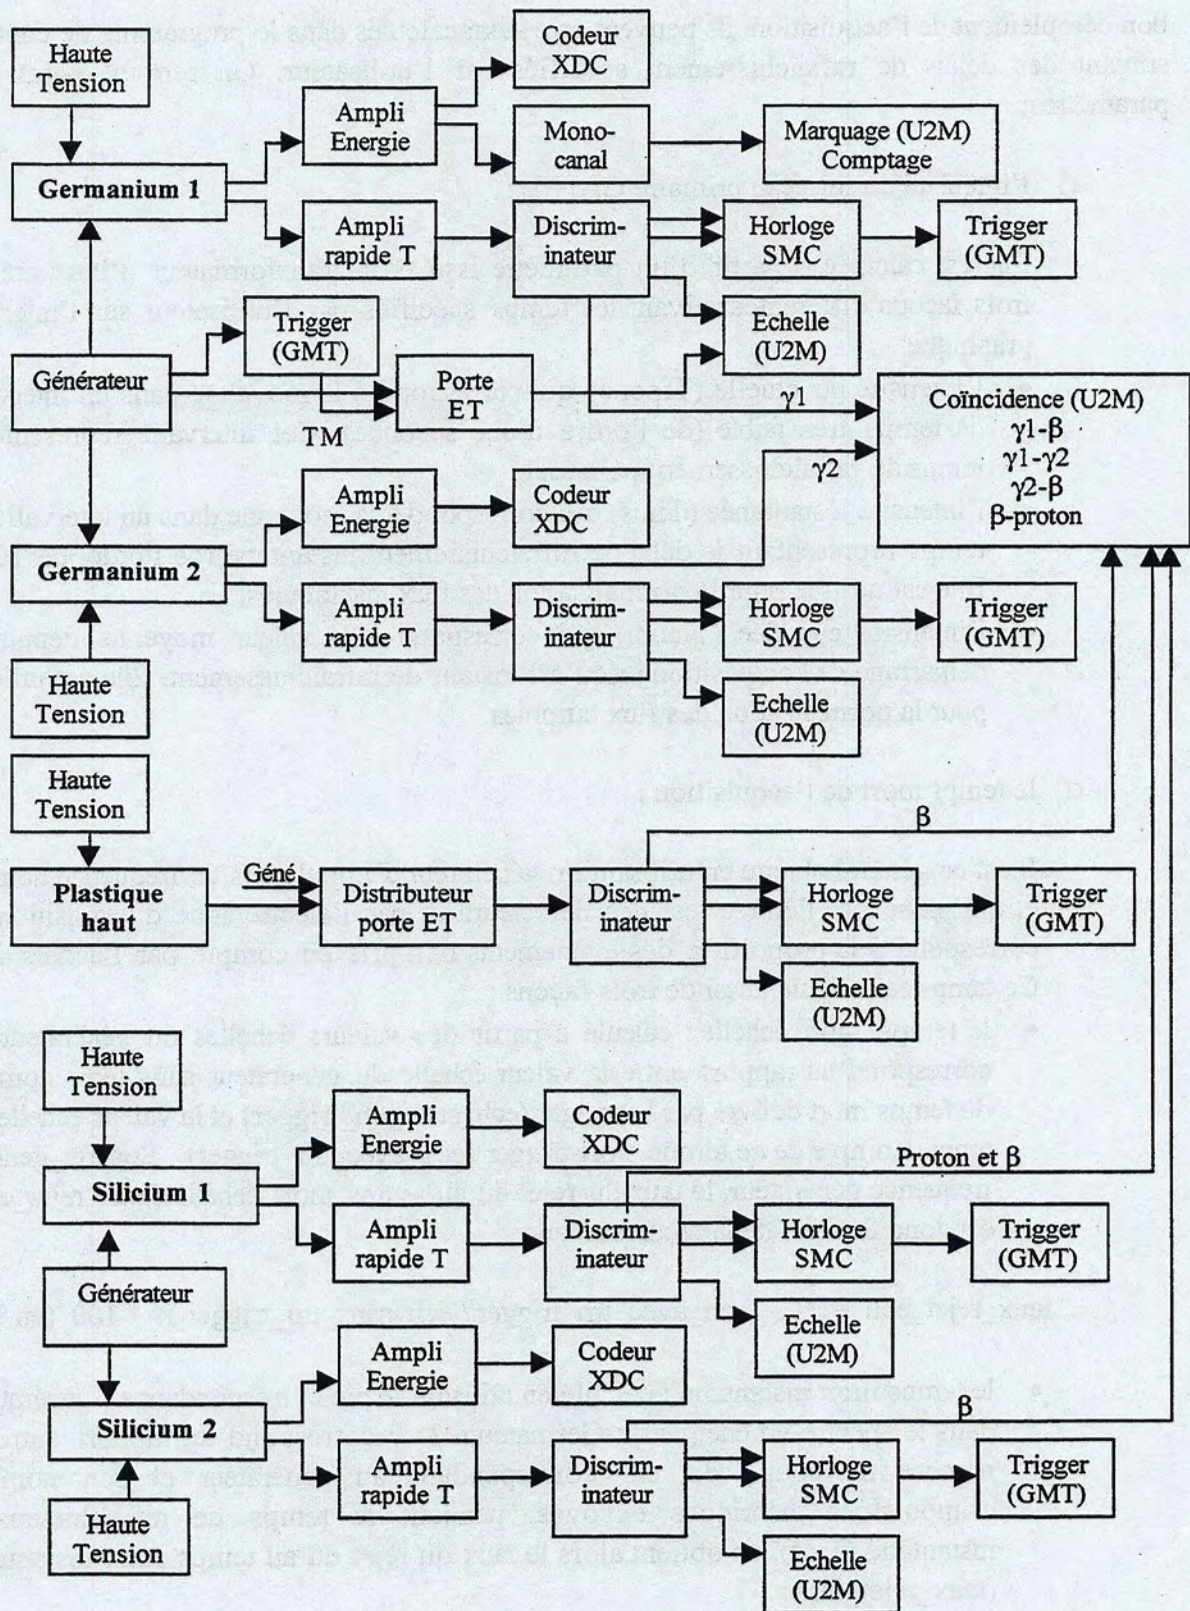 Haute
Tension
Codeur
XDC
Ampli
Energie
Mono-
canal
Marquage (U2M)
Comptage
Germanium 1
Ampli
rapide T
Discrim-
inateur
Horloge
SMC
Trigger
(GMT)
Trigger
(GMT)
Echelle
(U2M)
Générateur
Porte
ET
TM
γ1
Coïncidence (U2M)
γ1-β
γ1-γ2
γ2-β
β-proton
γ2
Ampli
Energie
Codeur
XDC
Germanium 2
Ampli
rapide T
Discrim-
inateur
Horloge
SMC
Trigger
(GMT)
Haute
Tension
Echelle
(U2M)
Haute
Tension
β
Géné
Plastique
haut
Distributeur
porte ET
Discrim-
inateur
Horloge
SMC
Trigger
(GMT)
Echelle
(U2M)
Haute
Tension
Ampli
Energie
Codeur
XDC
Proton et β
Silicium 1
Ampli
rapide T
Discrim-
inateur
Horloge
SMC
Trigger
(GMT)
Générateur
Echelle
(U2M)
Ampli
Energie
Codeur
XDC
β
Silicium 2
Ampli
rapide T
Discrim-
inateur
Horloge
SMC
Trigger
(GMT)
Haute
Tension
Echelle
(U2M)